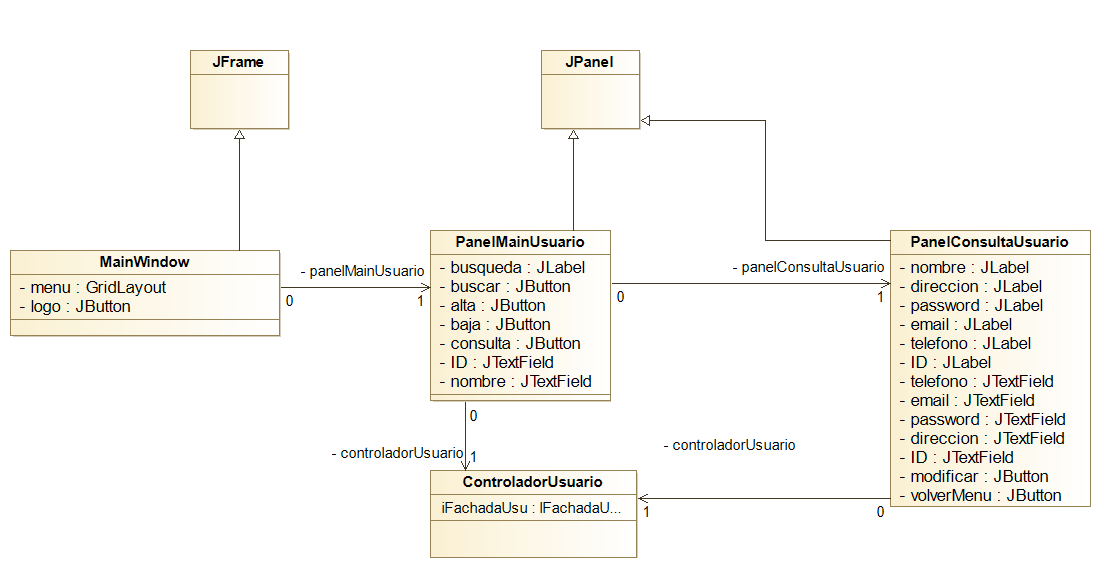 JFrame
JPanel
MainWindow
- menu : GridLayout
- logo : JButton
- panelMainUsuario
0
1
PanelMainUsuario
- busqueda : JLabel
- buscar : JButton
- alta : JButton
- baja : JButton
- consulta : JButton
- ID : JTextField
- nombre : JTextField
- panelConsultaUsuario
0
1
PanelConsultaUsuario
- nombre : JLabel
- direccion : JLabel
- password : JLabel
- email : JLabel
- telefono : JLabel
- ID : JLabel
- telefono : JTextField
- email : JTextField
- password : JTextField
- direccion : JTextField
- ID : JTextField
- modificar : JButton
- volverMenu : JButton
0
- controladorUsuario
1
- controladorUsuario
1
0
ControladorUsuario
iFachadaUsu : IFachadaU...